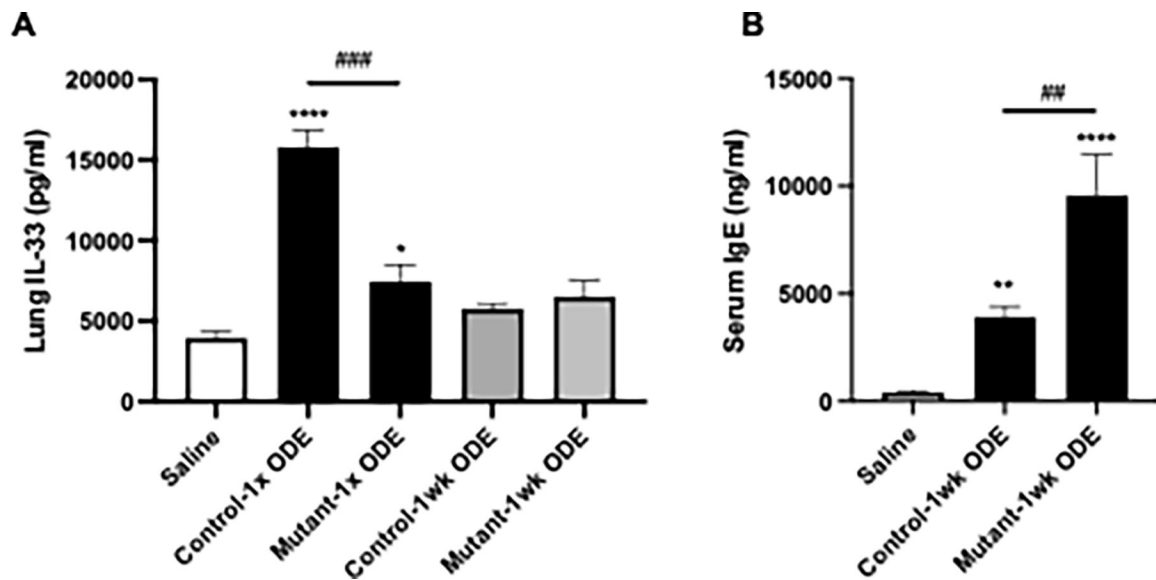 A
###
20000
15000
10000
5000
0
Lung IL-33 (pg/ml)
****
*
Saline
Control-1x ODE
Mutant-1x ODE
Control-1wk ODE
Mutant-1wk ODE
B
##
15000
10000
5000
0
Serum IgE (ng/ml)
**
****
Saline
Control-1wk ODE
Mutant-1wk ODE